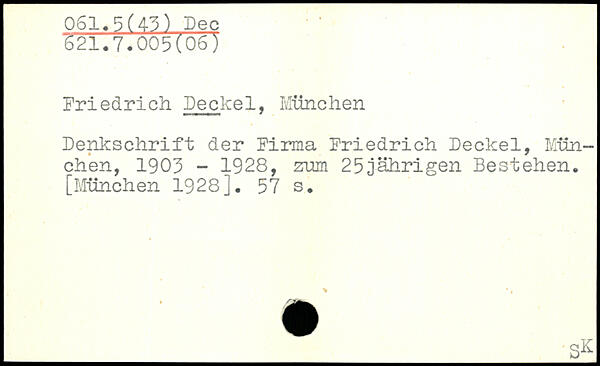 061.5(43) Dec
621.7.005(06)
Friedrich Deckel, München
Denkschrift der Firma Friedrich Deckel, Mün-
chen, 1903 - 1928, zum 25jährigen Bestehen.
[München 1928]. 57 s.
SK